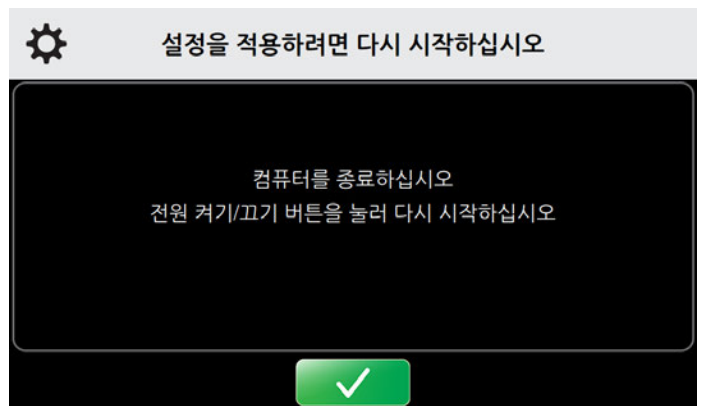 설정을 적용하려면 다시 시작하십시오
컴퓨터를 종료하십시오
전원 켜기/끄기 버튼을 눌러 다시 시작하십시오